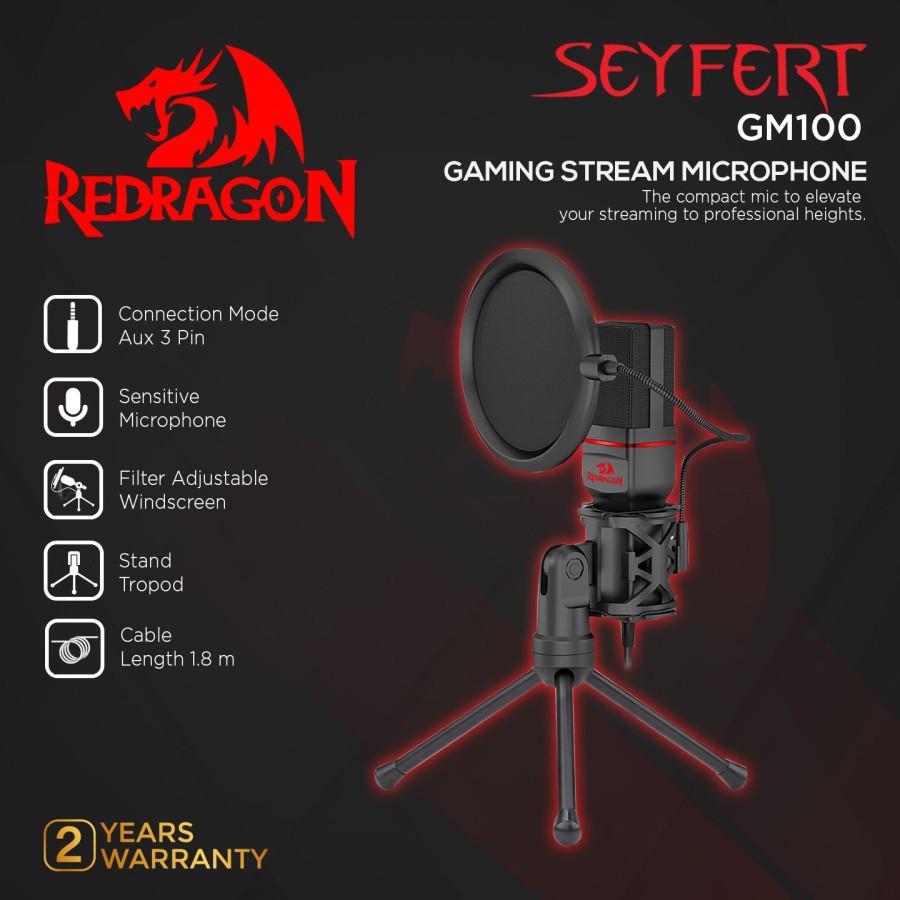 REDRAGON
SEYFERT
GM100
GAMING STREAM MICROPHONE
The compact mic to elevate
your streaming to professional heights.
Connection Mode
Aux 3 Pin
Sensitive
Microphone
Filter Adjustable
Windscreen
Stand
Tropod
Cable
Length 1.8 m
REDRAGON
2 YEARS
WARRANTY